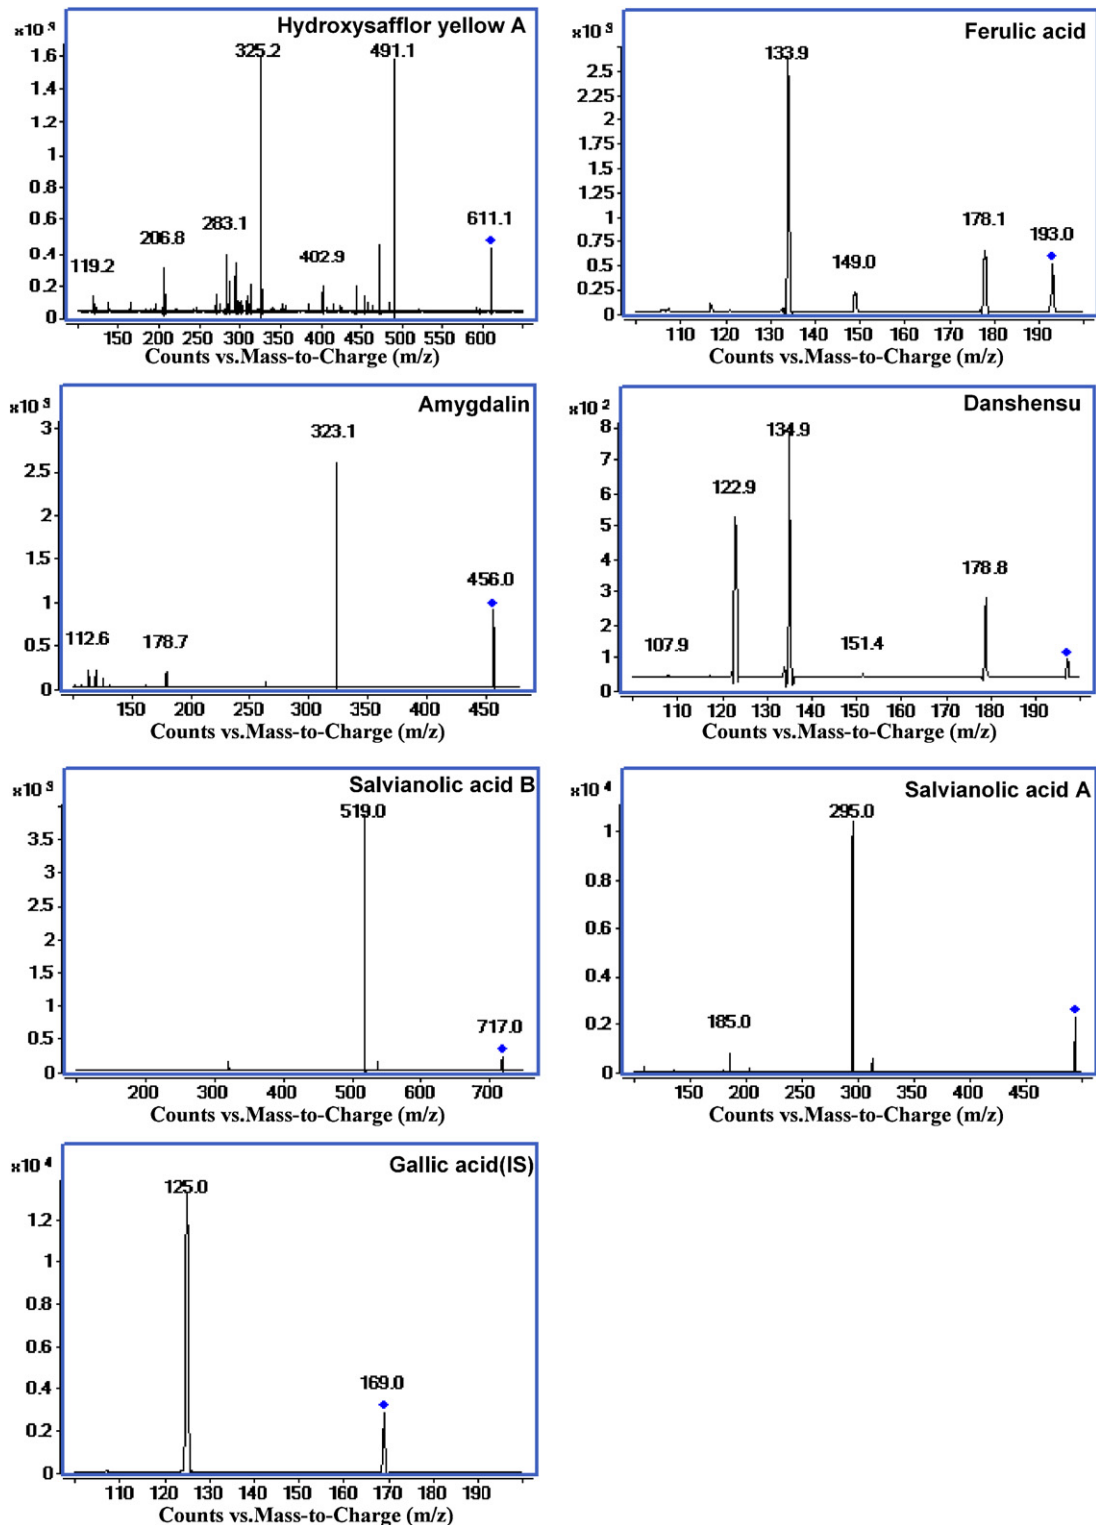 Hydroxysafflor yellow A
x10 3
325.2
491.1
1.6
1.4
1.2
1
0.8
0.6
0.4
0.2
0
611.1
283.1
206.8
402.9
119.2
150 200 250 300 350 400 450 500 550 600
Counts vs.Mass-to-Charge (m/z)
Ferulic acid
x10 3
133.9
2.5
2.25
2
1.75
1.5
1.25
1
0.75
0.5
0.25
0
178.1
193.0
149.0
110 120 130 140 150 160 170 180 190
Counts vs.Mass-to-Charge (m/z)
Amygdalin
x10 3
323.1
3
2.5
2
1.5
1
0.5
0
456.0
112.6
178.7
150 200 250 300 350 400 450
Counts vs.Mass-to-Charge (m/z)
Danshensu
x10 2
134.9
8
7
6
5
4
3
2
1
0
122.9
178.8
107.9
151.4
110 120 130 140 150 160 170 180 190
Counts vs.Mass-to-Charge (m/z)
Salvianolic acid B
x10 3
519.0
3.5
3
2.5
2
1.5
1
0.5
0
717.0
200 300 400 500 600 700
Counts vs.Mass-to-Charge (m/z)
Salvianolic acid A
x10 4
295.0
1
0.8
0.6
0.4
0.2
0
185.0
150 200 250 300 350 400 450
Counts vs.Mass-to-Charge (m/z)
Gallic acid(IS)
x10 4
125.0
1.2
1
0.8
0.6
0.4
0.2
0
169.0
110 120 130 140 150 160 170 180 190
Counts vs.Mass-to-Charge (m/z)